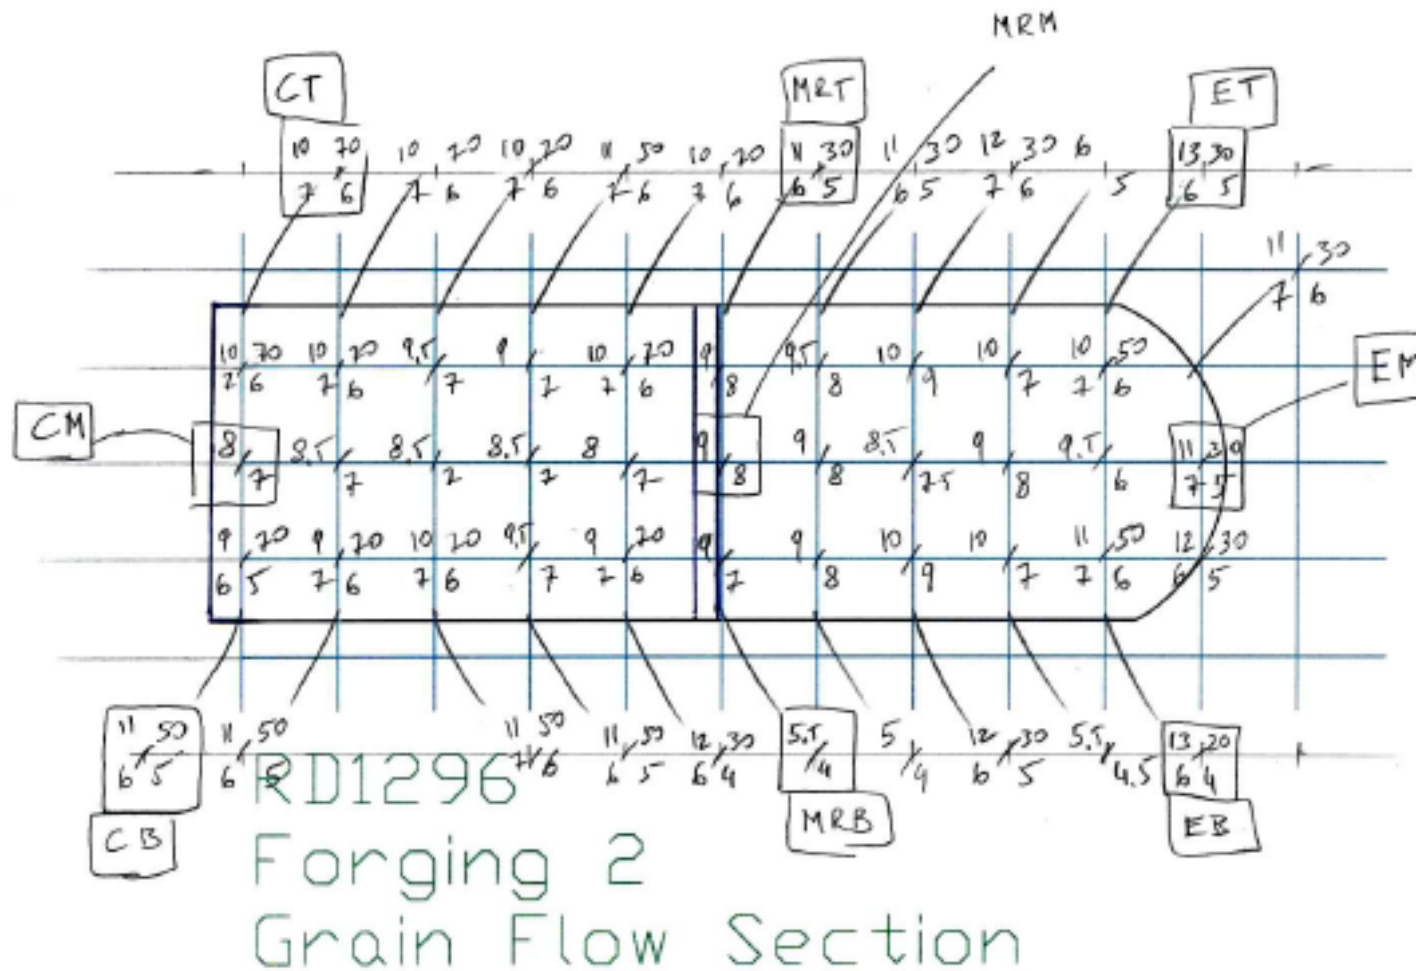 MRM
CT MRT ET
10 70 10 20 10 20 11 50 10 20 11 30 11 30 12 30 6 13 30
7 6 7 6 7 6 7 6 7 6 6 5 6 5 7 6 5 6 5
11 30
7 6
10 70 10 20 9.5 9 10 20 9 9.5 10 10 10 50
2 6 7 6 7 2 7 6 8 8 9 7 7 6
EM
CM
8 8.5 8.5 8.5 8 9 9 8.5 9 9.5 11 30
7 7 2 2 7 8 8 7.5 8 6 7 5
9 20 9 20 10 20 9.5 9 20 9 9 10 10 11 50 12 30
6 5 7 6 7 6 7 2 6 7 8 9 7 7 6 6 5
11 50 11 50 11 50 11 50 12 30 5.5 5 12 30 5.5 13 20
6 5 6 5 7 6 6 5 6 4 4 4 6 5 4.5 6 4
CB MRB EB
RD1296
Forging 2
Grain Flow Section